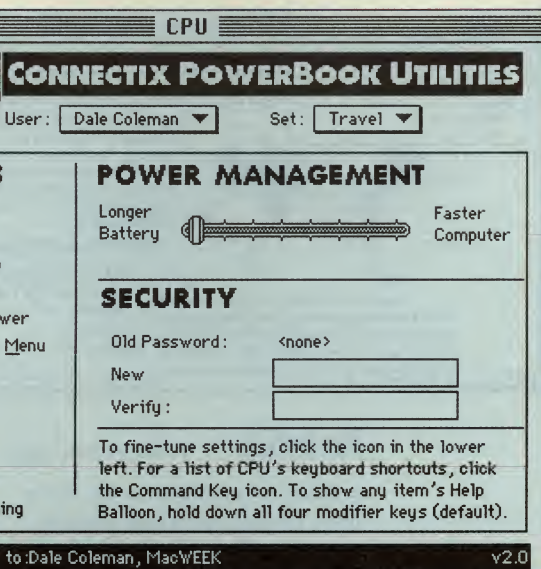 CPU
CONNECTIX POWERBOOK UTILITIES
User: Dale Coleman Set: Travel
S
POWER MANAGEMENT
Longer
Battery
Faster
Computer
SECURITY
wer
Menu
Old Password: <none>
New
Verify:
To fine-tune settings, click the icon in the lower
left. For a list of CPU's keyboard shortcuts, click
the Command Key icon. To show any item's Help
Balloon, hold down all four modifier keys (default).
ing
to:Dale Coleman, MacWEEK v2.0